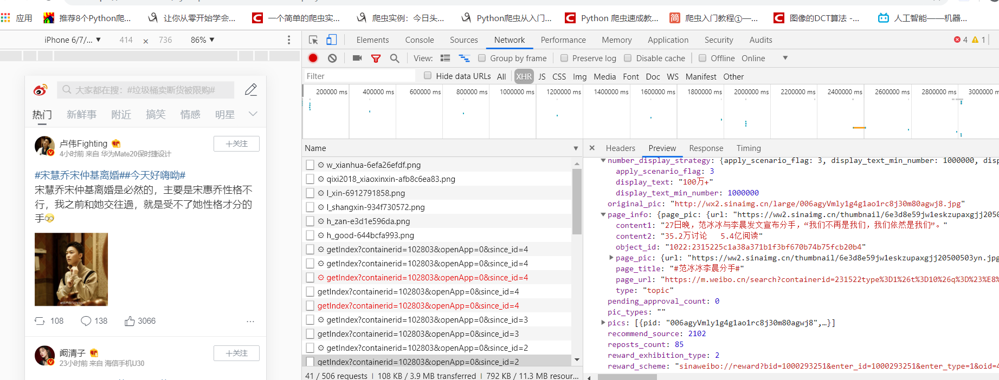 应用 推荐8个Python爬... 让你从零开始学会... 一个简单的爬虫实... 爬虫实例：今日头... Python爬虫从入门... Python 爬虫速成教... 爬虫入门教程①—... 图像的DCT算法 -... 人工智能——机器...
iPhone 6/7/... ▼ 414 × 736 86% ▼
Elements Console Sources Network Performance Memory Application Security Audits 4 1
View: Group by frame Preserve log Disable cache Offline Online ▼
Filter Hide data URLs All XHR JS CSS Img Media Font Doc WS Manifest Other
200000 ms 400000 ms 600000 ms 800000 ms 1000000 ms 1200000 ms 1400000 ms 1600000 ms 1800000 ms 2000000 ms 2200000 ms 2400000 ms 2600000 ms 2800000 ms 3000000 ms
大家都在搜：#垃圾桶卖断货被限购#
热门 新鲜事 附近 搞笑 情感 明星
卢伟Fighting
4小时前 来自 华为Mate20保时捷设计
+关注
#宋慧乔宋仲基离婚##今天好嗨呦#
宋慧乔宋仲基离婚是必然的，主要是宋惠乔性格不
行，我之前和她交往過，就是受不了她性格才分的
手
108 138 3066 ...
阚清子
23小时前 来自 海信手机U30
+关注
Name
w_xianhua-6efa26efdf.png
qixi2018_xiaoxinxin-afb8c6ea83.png
l_xin-6912791858.png
l_shangxin-934f730572.png
h_zan-e3d1e596da.png
h_good-644bcfa993.png
getIndex?containerid=102803&openApp=0&since_id=4
getIndex?containerid=102803&openApp=0&since_id=4
getIndex?containerid=102803&openApp=0&since_id=4
getIndex?containerid=102803&openApp=0&since_id=4
getIndex?containerid=102803&openApp=0&since_id=4
getIndex?containerid=102803&openApp=0&since_id=3
getIndex?containerid=102803&openApp=0&since_id=3
getIndex?containerid=102803&openApp=0&since_id=2
getIndex?containerid=102803&openApp=0&since_id=2
41 / 506 requests | 108 KB / 3.9 MB transferred | 792 KB / 11.3 MB resour...
× Headers Preview Response Timing
number_display_strategy: {apply_scenario_flag: 3, display_text_min_number: 1000000, disp
apply_scenario_flag: 3
display_text: "100万+"
display_text_min_number: 1000000
original_pic: "http://wx2.sinaimg.cn/large/006agyVmly1g4g1ao1rc8j30m80agwj8.jpg"
page_info: {page_pic: {url: "https://ww2.sinaimg.cn/thumbnail/6e3d8e59jw1eskzupaxgjj2050
content1: "27日晚，范冰冰与李晨发文宣布分手，“我们不再是我们，我们依然是我们”。"
content2: "35.2万讨论 5.4亿阅读"
object_id: "1022:2315225c1a38a371b1f3bf670b74b75fcb20b4"
page_pic: {url: "https://ww2.sinaimg.cn/thumbnail/6e3d8e59jw1eskzupaxgjj20500503yn.jpg
page_title: "#范冰冰李晨分手#"
page_url: "https://m.weibo.cn/search?containerid=231522type%3D1%26t%3D10%26q%3D%23%E8%
type: "topic"
pending_approval_count: 0
pic_types: ""
pics: [{pid: "006agyVmly1g4g1ao1rc8j30m80agwj8",…}]
recommend_source: 2102
reposts_count: 85
reward_exhibition_type: 2
reward_scheme: "sinaweibo://reward?bid=1000293251&enter_id=1000293251&enter_type=1&oid=4